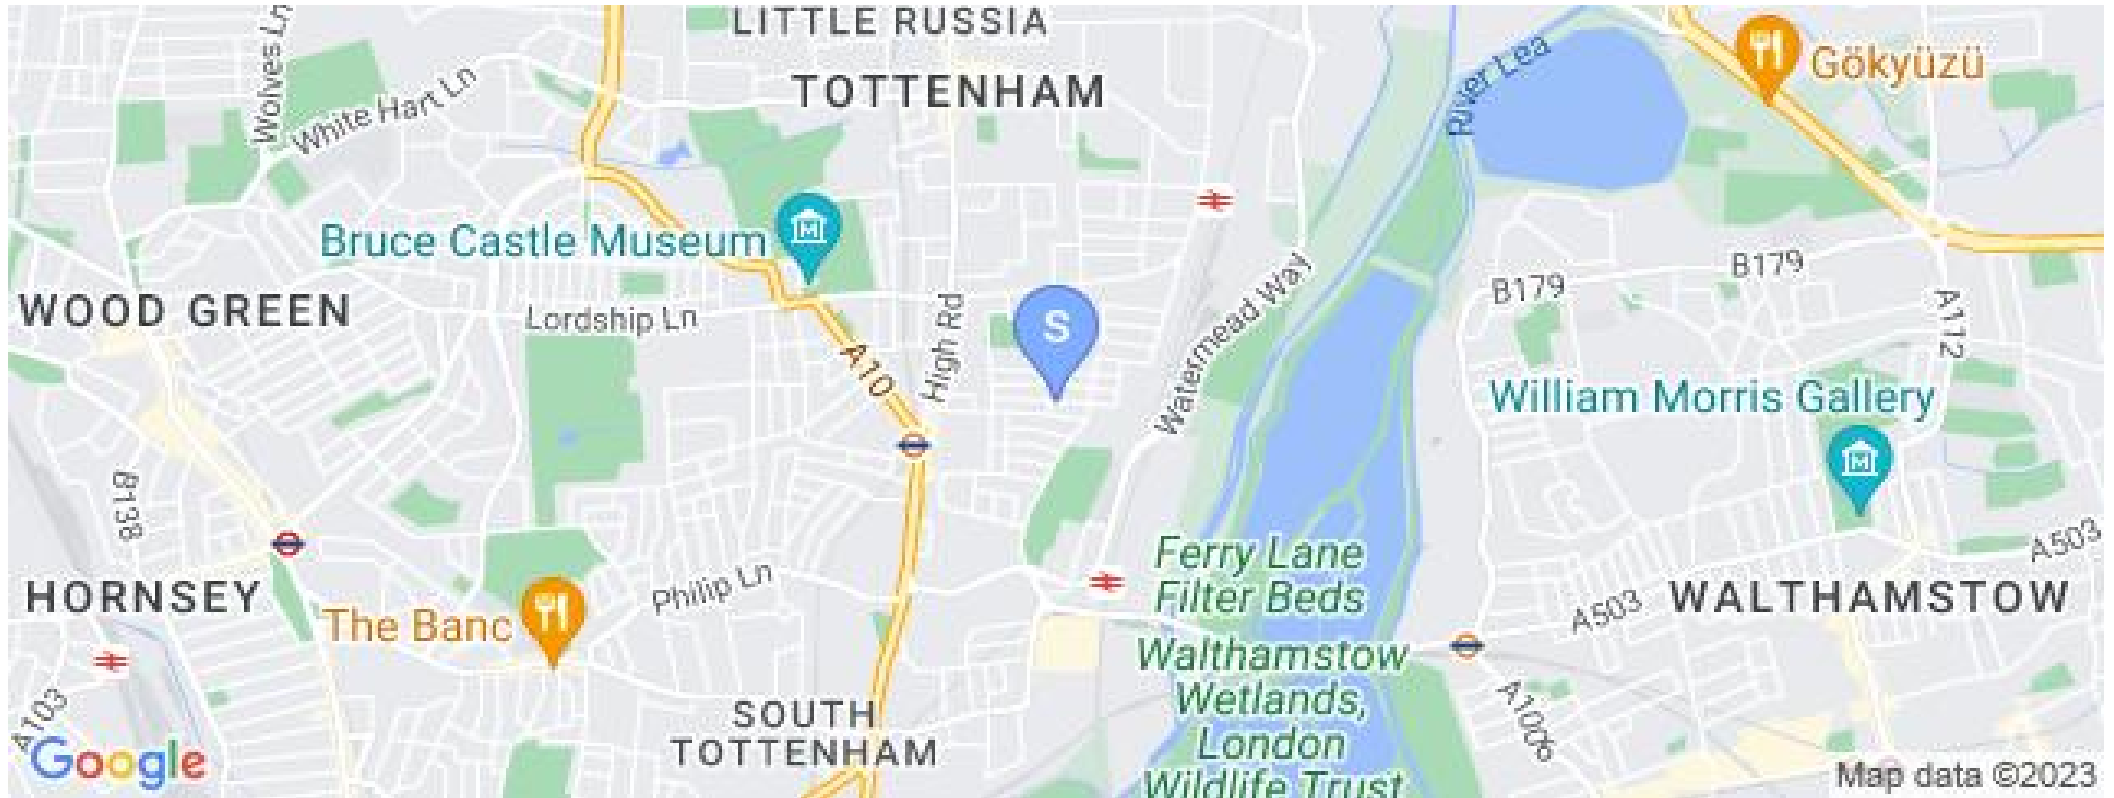 LITTLE RUSSIA
TOTTENHAM
Wolves Ln
White Hart Ln
River Lea
Gökyüzü
Bruce Castle Museum
WOOD GREEN
Lordship Ln
High Rd
S
Watermead Way
B179
B179
A112
A10
William Morris Gallery
B138
Ferry Lane
Filter Beds
A503
HORNSEY
Philip Ln
WALTHAMSTOW
A503
The Banc
Walthamstow
Wetlands,
London
Wildlife Trust
A103
SOUTH
TOTTENHAM
A1006
Google
Map data ©2023